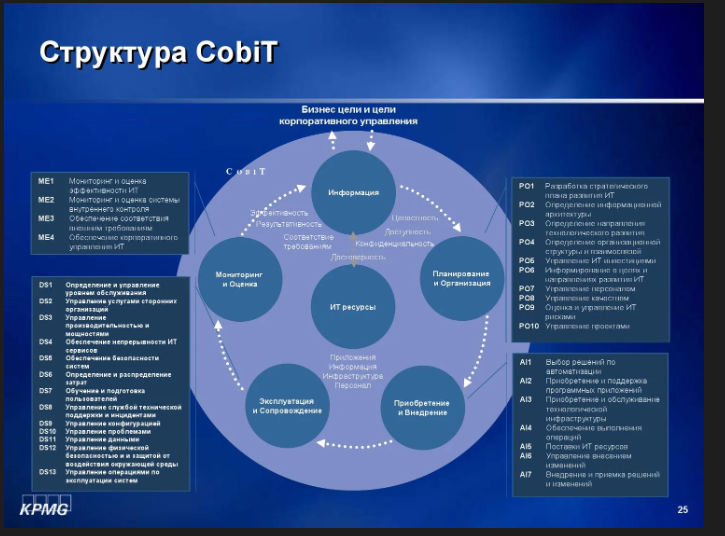 Структура CobiT
Бизнес цели и цели
корпоративного управления
CobiT
Информация
Эффективность
Результативность
Соответствие
требованиям
Целостность
Доступность
Конфиденциальность
Достоверность
Мониторинг
и Оценка
Планирование
и Организация
ИТ ресурсы
Приложения
Информация
Инфраструктура
Персонал
Эксплуатация
и Сопровождение
Приобретение
и Внедрение
ME1 Мониторинг и оценка
эффективности ИТ
ME2 Мониторинг и оценка системы
внутреннего контроля
ME3 Обеспечение соответствия
внешним требованиям
ME4 Обеспечение корпоративного
управления ИТ
DS1 Определение и управление
уровнем обслуживания
DS2 Управление услугами сторонних
организаций
DS3 Управление
производительностью и
мощностями
DS4 Обеспечение непрерывности ИТ
сервисов
DS5 Обеспечение безопасности
систем
DS6 Определение и распределение
затрат
DS7 Обучение и подготовка
пользователей
DS8 Управление службой технической
поддержки и инцидентами
DS9 Управление конфигурацией
DS10 Управление проблемами
DS11 Управление данными
DS12 Управление физической
безопасностью и и защитой от
воздействия окружающей среды
DS13 Управление операциями по
эксплуатации систем
PO1 Разработка стратегического
плана развития ИТ
PO2 Определение информационной
архитектуры
PO3 Определение направления
технологического развития
PO4 Определение организационной
структуры и взаимосвязей
PO5 Управление ИТ инвестициями
PO6 Информирование о целях и
направлениях развития ИТ
PO7 Управление персоналом
PO8 Управление качеством
PO9 Оценка и управление ИТ
рисками
PO10 Управление проектами
AI1 Выбор решений по
автоматизации
AI2 Приобретение и поддержка
программных приложений
AI3 Приобретение и обслуживание
технологической
инфраструктуры
AI4 Обеспечение выполнения
операций
AI5 Поставки ИТ ресурсов
AI6 Управление внесением
изменений
AI7 Внедрение и приемка решений
и изменений
KPMG
25